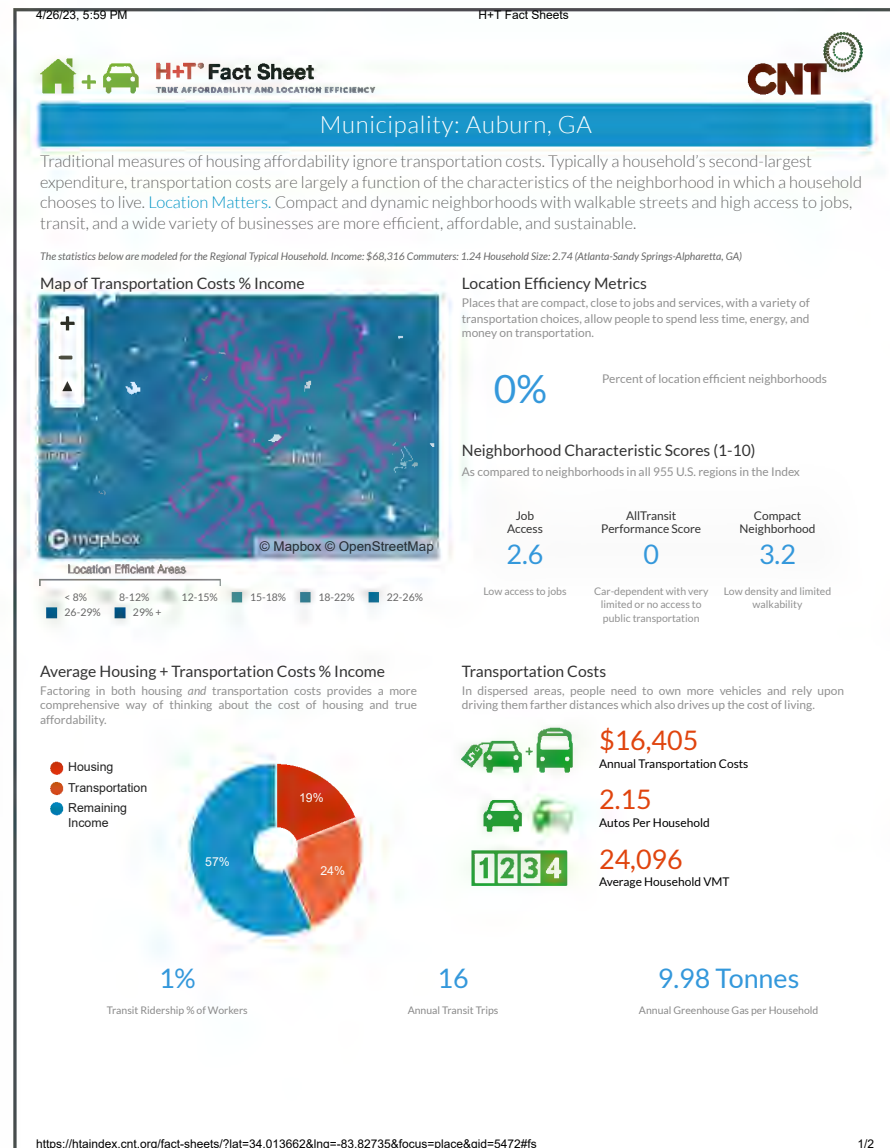 4/26/23, 5:59 PM
H+T Fact Sheets
H+T® Fact Sheet
TRUE AFFORDABILITY AND LOCATION EFFICIENCY
CNT
Municipality: Auburn, GA
Traditional measures of housing affordability ignore transportation costs. Typically a household's second-largest
expenditure, transportation costs are largely a function of the characteristics of the neighborhood in which a household
chooses to live. Location Matters. Compact and dynamic neighborhoods with walkable streets and high access to jobs,
transit, and a wide variety of businesses are more efficient, affordable, and sustainable.
The statistics below are modeled for the Regional Typical Household. Income: $68,316 Commuters: 1.24 Household Size: 2.74 (Atlanta-Sandy Springs-Alpharetta, GA)
Map of Transportation Costs % Income
+
−
mapbox
© Mapbox © OpenStreetMap
Location Efficient Areas
< 8%
8-12%
12-15%
15-18%
18-22%
22-26%
26-29%
29% +
Location Efficiency Metrics
Places that are compact, close to jobs and services, with a variety of
transportation choices, allow people to spend less time, energy, and
money on transportation.
0%
Percent of location efficient neighborhoods
Neighborhood Characteristic Scores (1-10)
As compared to neighborhoods in all 955 U.S. regions in the Index
Job
Access
2.6
Low access to jobs
AllTransit
Performance Score
0
Car-dependent with very
limited or no access to
public transportation
Compact
Neighborhood
3.2
Low density and limited
walkability
Average Housing + Transportation Costs % Income
Factoring in both housing and transportation costs provides a more
comprehensive way of thinking about the cost of housing and true
affordability.
Housing
Transportation
Remaining
Income
19%
24%
57%
Transportation Costs
In dispersed areas, people need to own more vehicles and rely upon
driving them farther distances which also drives up the cost of living.
$
+
$16,405
Annual Transportation Costs
2.15
Autos Per Household
1234
24,096
Average Household VMT
1%
Transit Ridership % of Workers
16
Annual Transit Trips
9.98 Tonnes
Annual Greenhouse Gas per Household
https://htaindex.cnt.org/fact-sheets/?lat=34.013662&lng=-83.82735&focus=place&gid=5472#fs
1/2